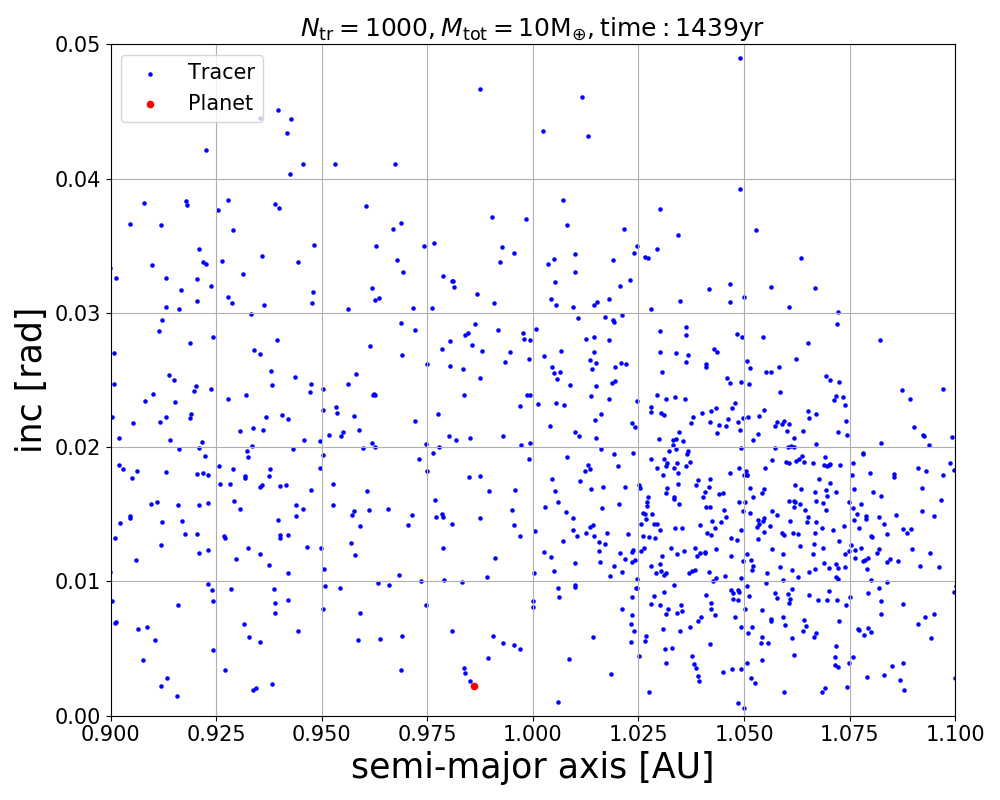 N_tr = 1000, M_tot = 10M_⊕, time : 1439yr
Tracer
Planet
0.05
0.04
0.03
0.02
0.01
0.00
inc [rad]
0.900 0.925 0.950 0.975 1.000 1.025 1.050 1.075 1.100
semi-major axis [AU]